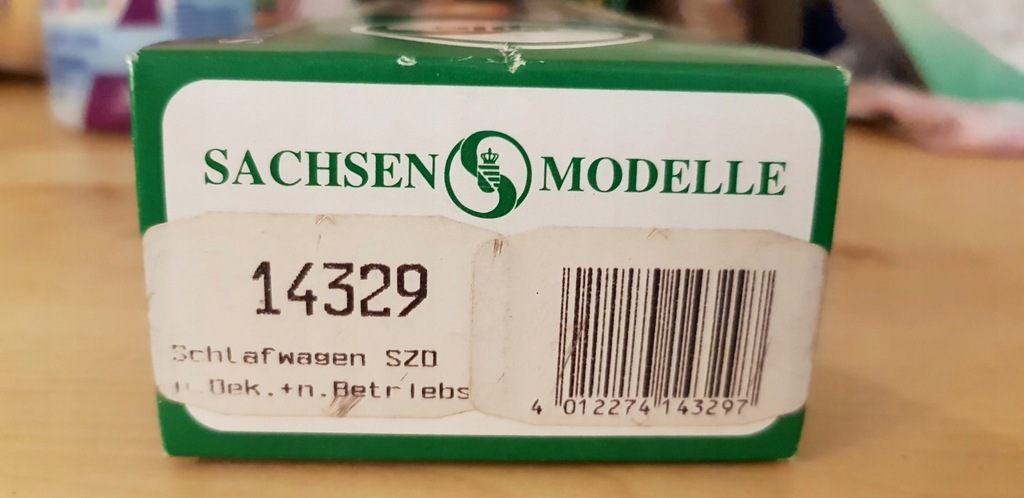 SACHSEN MODELLE
14329
Schlafwagen SZD
Dek.+n.Betriebs
4 012274 143297